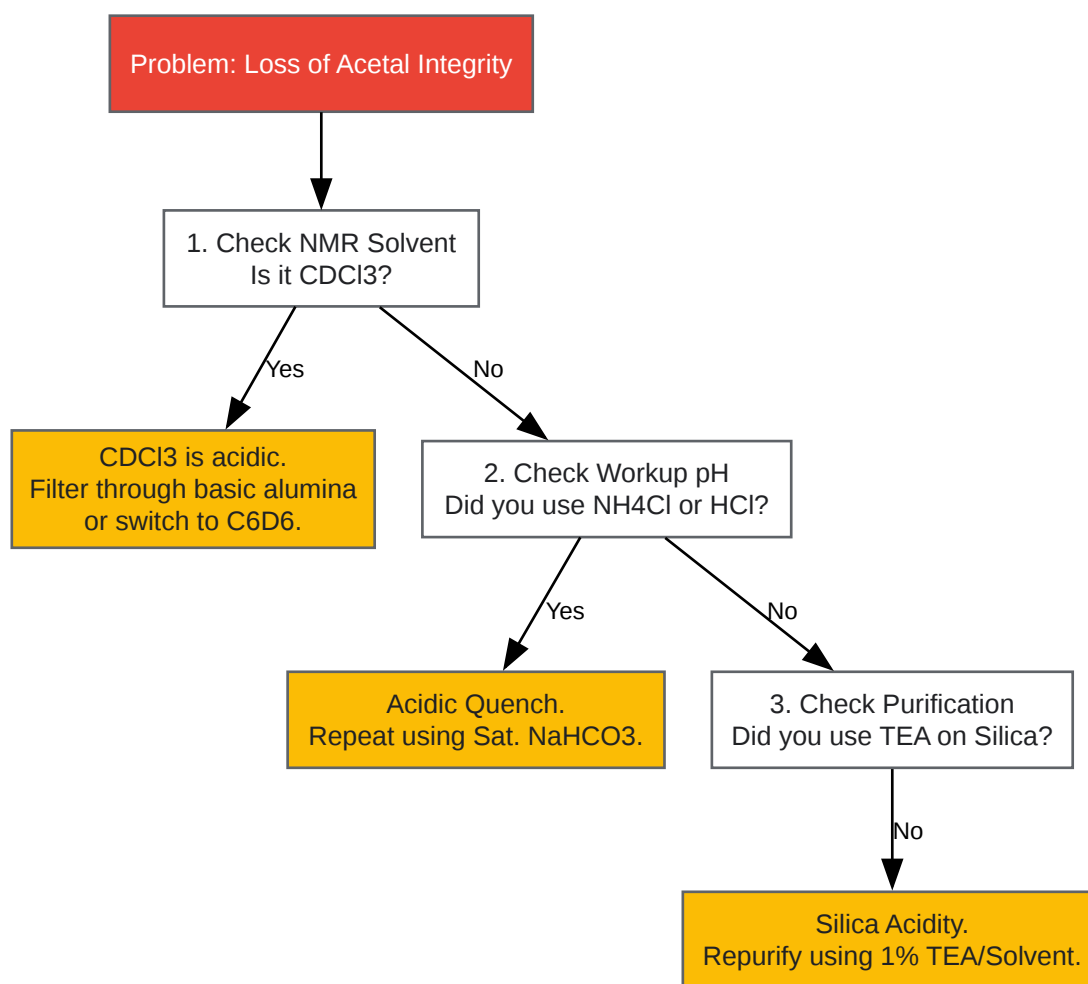 Problem: Loss of Acetal Integrity
1. Check NMR Solvent
Is it CDCl3?
Yes
No
CDCl3 is acidic.
Filter through basic alumina
or switch to C6D6.
2. Check Workup pH
Did you use NH4Cl or HCl?
Yes
No
Acidic Quench.
Repeat using Sat. NaHCO3.
3. Check Purification
Did you use TEA on Silica?
No
Silica Acidity.
Repurify using 1% TEA/Solvent.